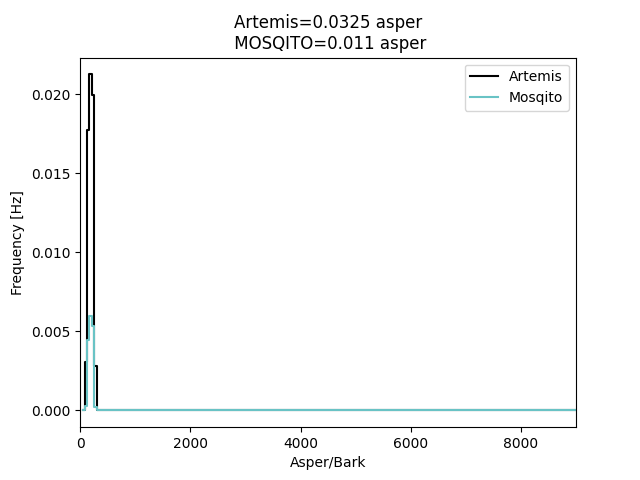 Artemis=0.0325 asper
MOSQITO=0.011 asper
Artemis
Mosqito
0.020
0.015
0.010
0.005
0.000
Frequency [Hz]
0
2000
4000
6000
8000
Asper/Bark